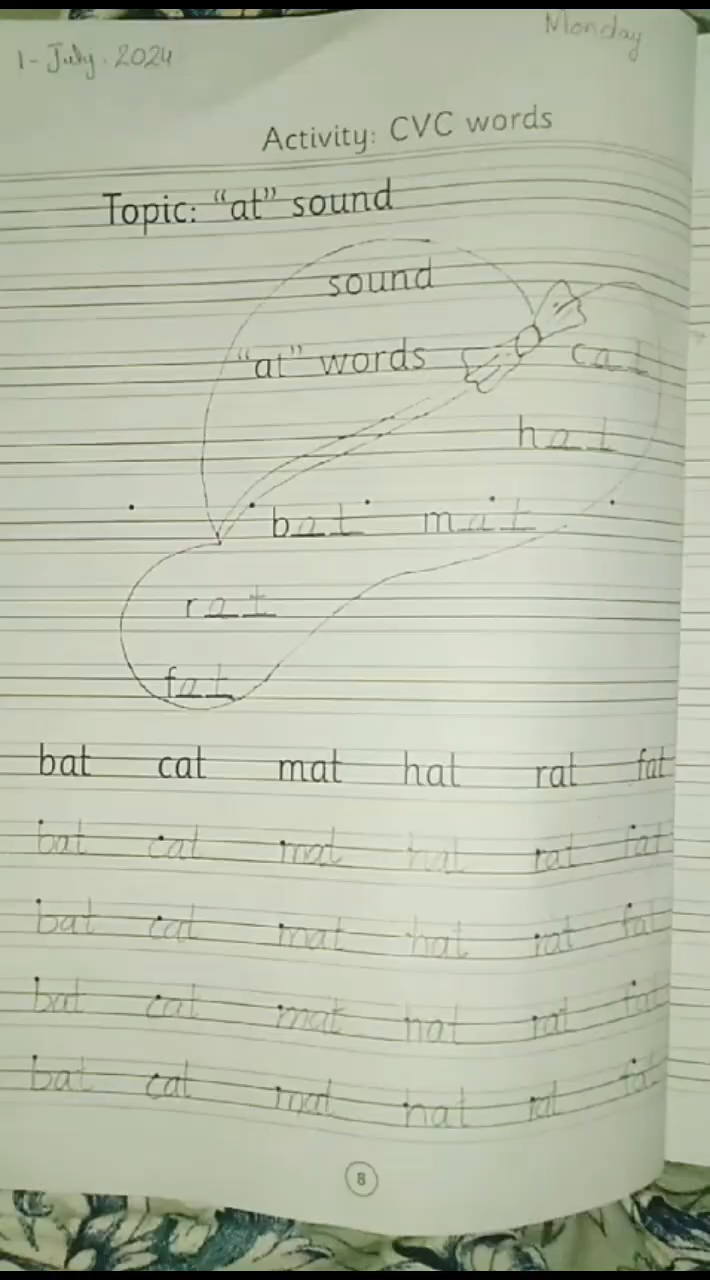 Monday
1-July. 2024
Activity: CVC words
Topic: "at" sound
sound
"at" words cat
hat
bat mat
rat
fat
bat cat mat hat rat fat
bat cat mat hat rat fat
bat cat mat hat rat fat
bat cat mat hat rat fat
bat cat mat hat rat fat
8